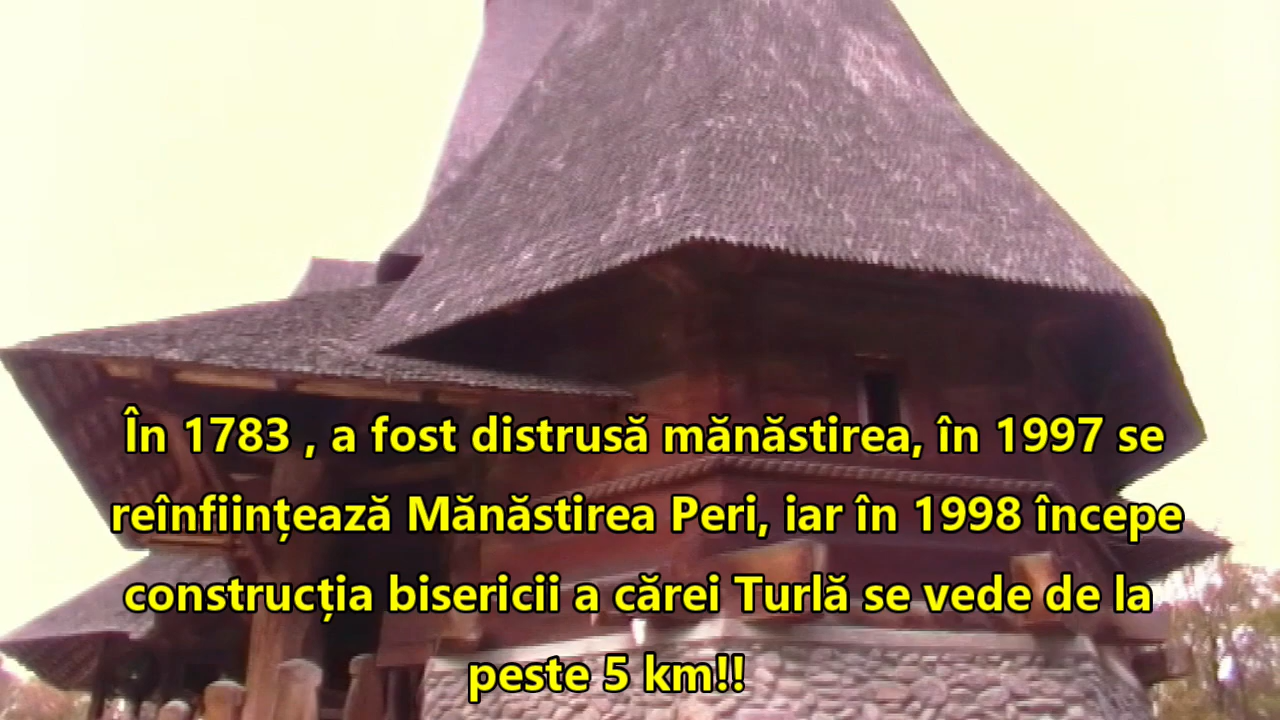 În 1783 , a fost distrusă mănăstirea, în 1997 se
reînființează Mănăstirea Peri, iar în 1998 începe
construcția bisericii a cărei Turlă se vede de la
peste 5 km!!